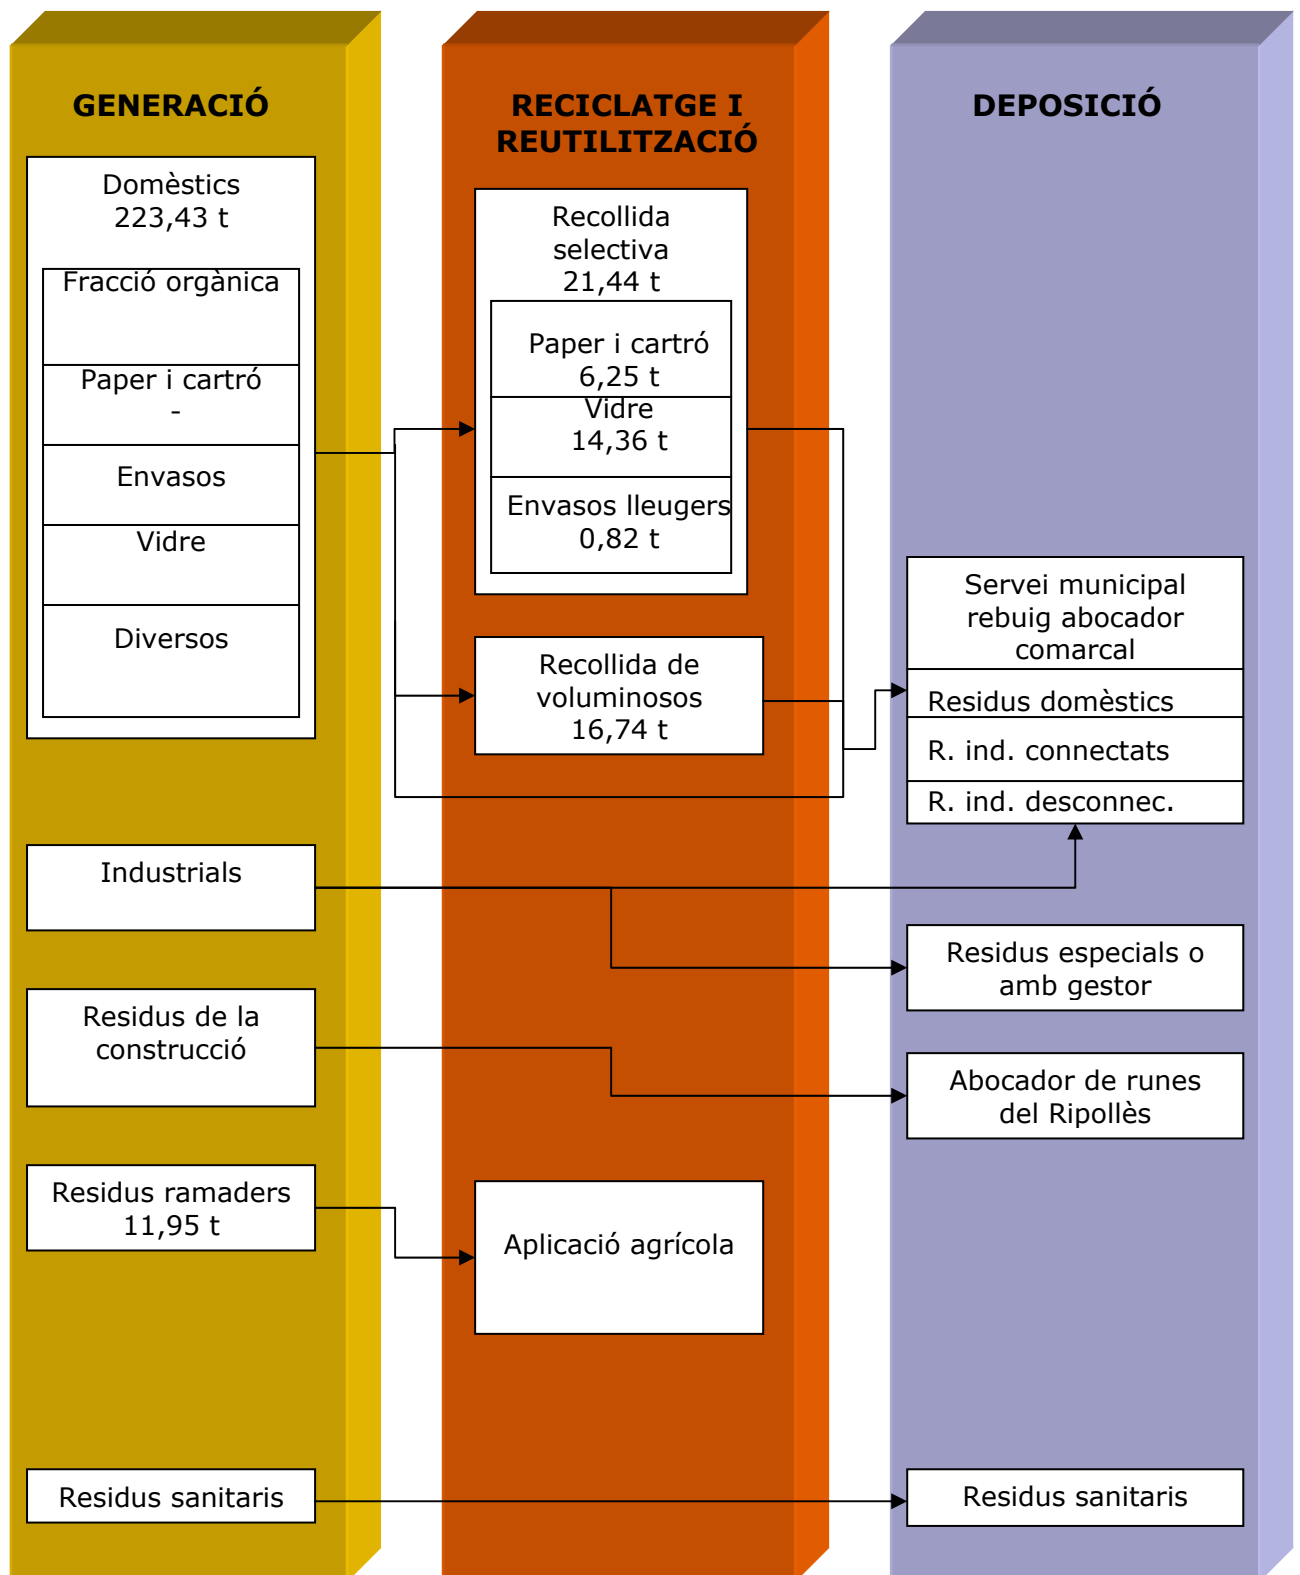 GENERACIÓ
Domèstics
223,43 t
Fracció orgànica
Paper i cartró
-
Envasos
Vidre
Diversos
Industrials
Residus de la
construcció
Residus ramaders
11,95 t
Residus sanitaris
RECICLATGE I
REUTILITZACIÓ
Recollida
selectiva
21,44 t
Paper i cartró
6,25 t
Vidre
14,36 t
Envasos lleugers
0,82 t
Recollida de
voluminosos
16,74 t
Aplicació agrícola
DEPOSICIÓ
Servei municipal
rebuig abocador
comarcal
Residus domèstics
R. ind. connectats
R. ind. desconnec.
Residus especials o
amb gestor
Abocador de runes
del Ripollès
Residus sanitaris